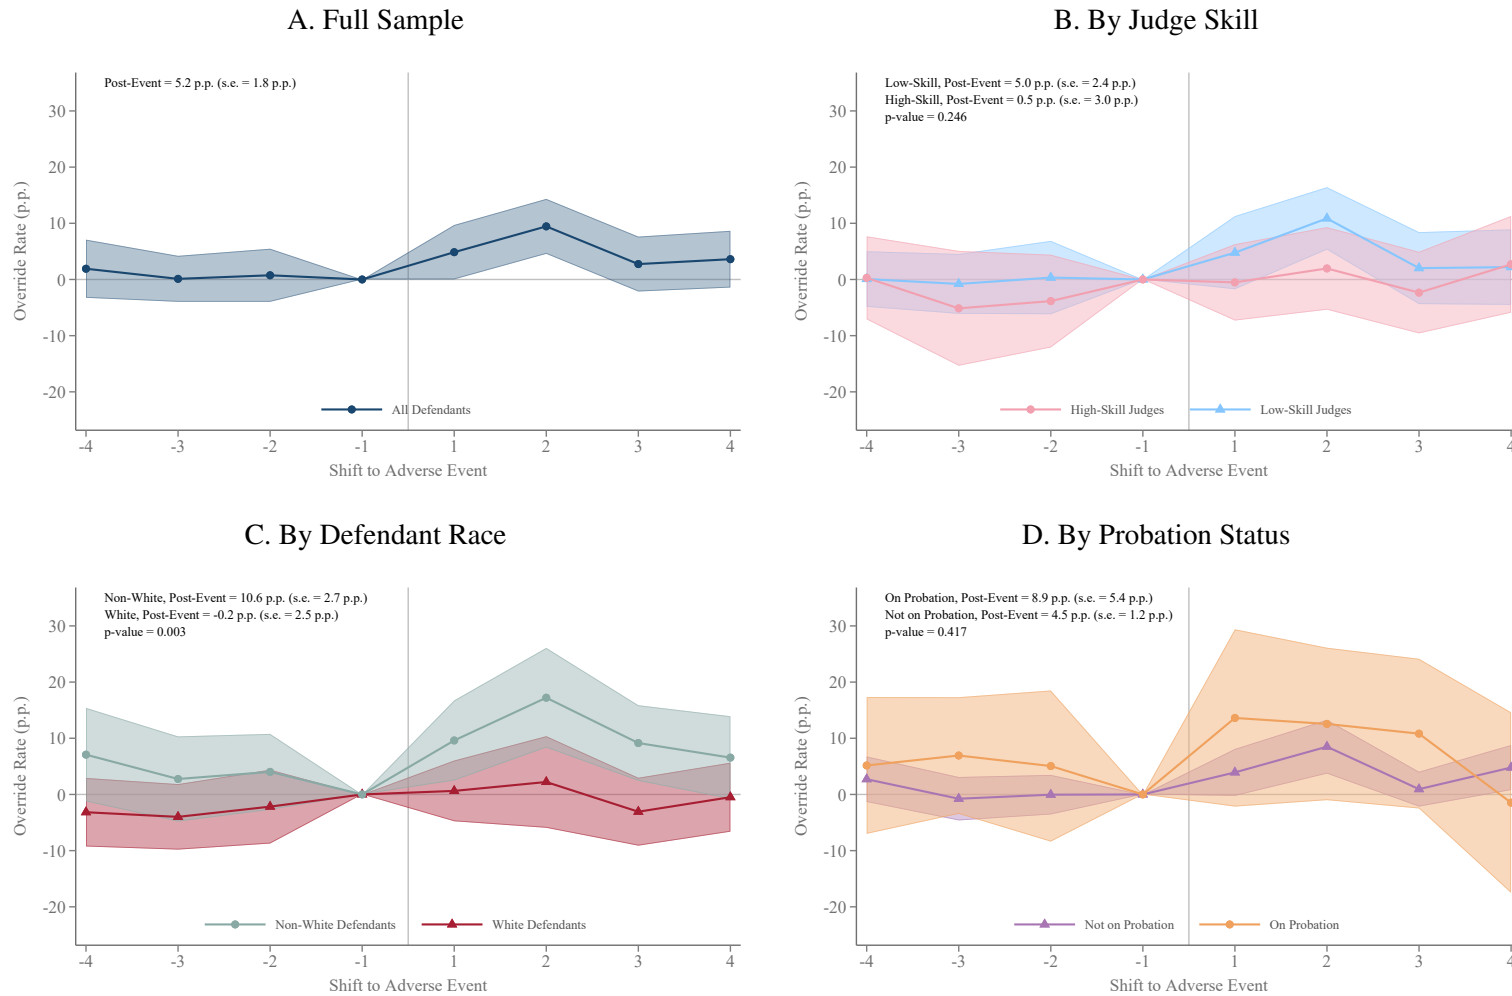 A. Full Sample
Post-Event = 5.2 p.p. (s.e. = 1.8 p.p.)
Override Rate (p.p.)
30
20
10
0
-10
-20
All Defendants
-4 -3 -2 -1 1 2 3 4
Shift to Adverse Event
B. By Judge Skill
Low-Skill, Post-Event = 5.0 p.p. (s.e. = 2.4 p.p.)
High-Skill, Post-Event = 0.5 p.p. (s.e. = 3.0 p.p.)
p-value = 0.246
Override Rate (p.p.)
30
20
10
0
-10
-20
High-Skill Judges Low-Skill Judges
-4 -3 -2 -1 1 2 3 4
Shift to Adverse Event
C. By Defendant Race
Non-White, Post-Event = 10.6 p.p. (s.e. = 2.7 p.p.)
White, Post-Event = -0.2 p.p. (s.e. = 2.5 p.p.)
p-value = 0.003
Override Rate (p.p.)
30
20
10
0
-10
-20
Non-White Defendants White Defendants
-4 -3 -2 -1 1 2 3 4
Shift to Adverse Event
D. By Probation Status
On Probation, Post-Event = 8.9 p.p. (s.e. = 5.4 p.p.)
Not on Probation, Post-Event = 4.5 p.p. (s.e. = 1.2 p.p.)
p-value = 0.417
Override Rate (p.p.)
30
20
10
0
-10
-20
Not on Probation On Probation
-4 -3 -2 -1 1 2 3 4
Shift to Adverse Event